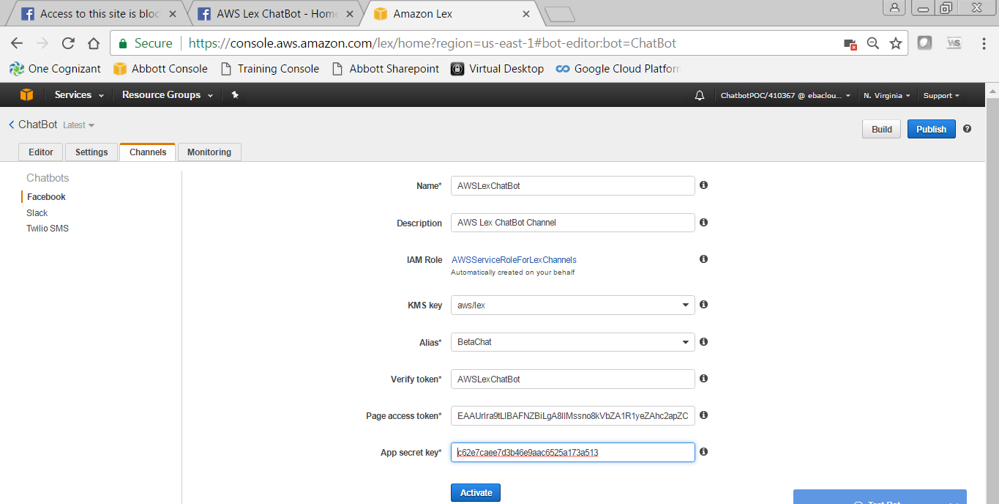 Access to this site is bloc
AWS Lex ChatBot - Home
Amazon Lex
Secure
https://console.aws.amazon.com/lex/home?region=us-east-1#bot-editor:bot=ChatBot
WS
One Cognizant
Abbott Console
Training Console
Abbott Sharepoint
Virtual Desktop
Google Cloud Platform
Services
Resource Groups
ChatbotPOC/410367 @ ebaclou...
N. Virginia
Support
ChatBot Latest
Build
Publish
Editor
Settings
Channels
Monitoring
Chatbots
Facebook
Slack
Twilio SMS
Name* AWSLexChatBot
Description AWS Lex ChatBot Channel
IAM Role AWSServiceRoleForLexChannels
Automatically created on your behalf
KMS key aws/lex
Alias* BetaChat
Verify token* AWSLexChatBot
Page access token*
App secret key* c62e7caee7d3b46e9aac6525a173a513
Activate
Test Bot